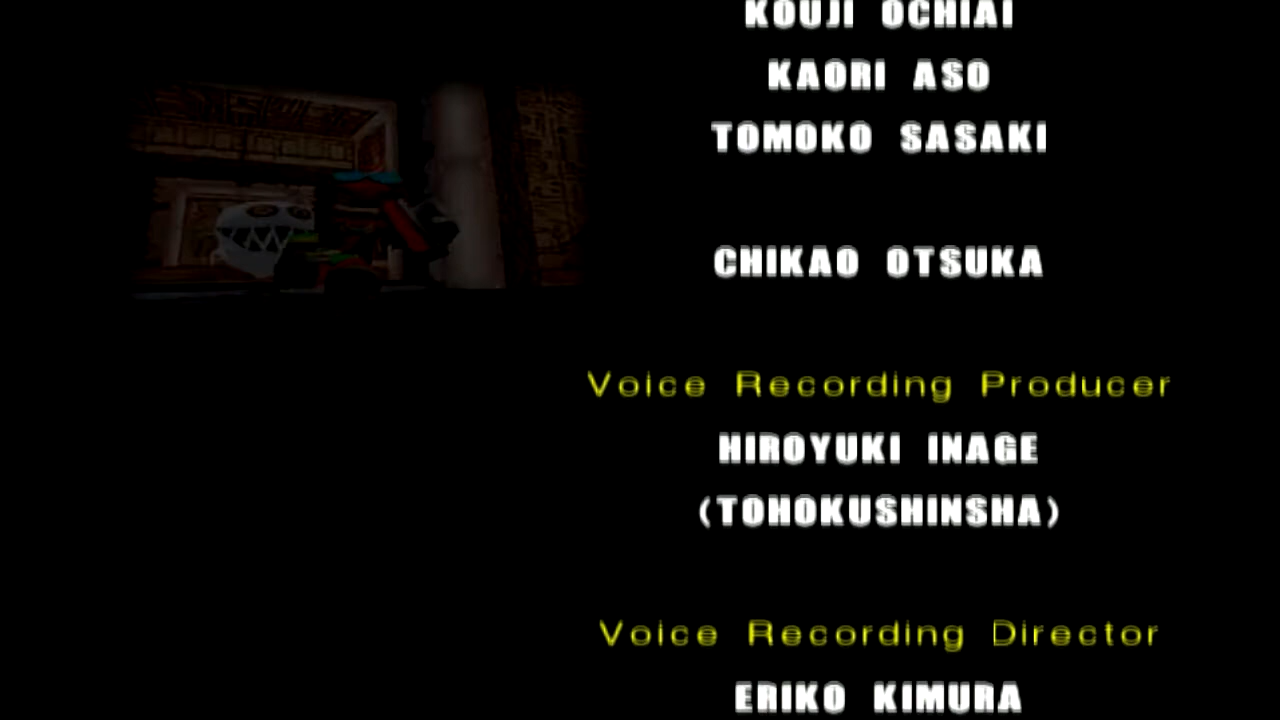 KOUJI OCHIAI
KAORI ASO
TOMOKO SASAKI
CHIKAO OTSUKA
Voice Recording Producer
HIROYUKI INAGE
(TOHOKUSHINSHA)
Voice Recording Director
ERIKO KIMURA